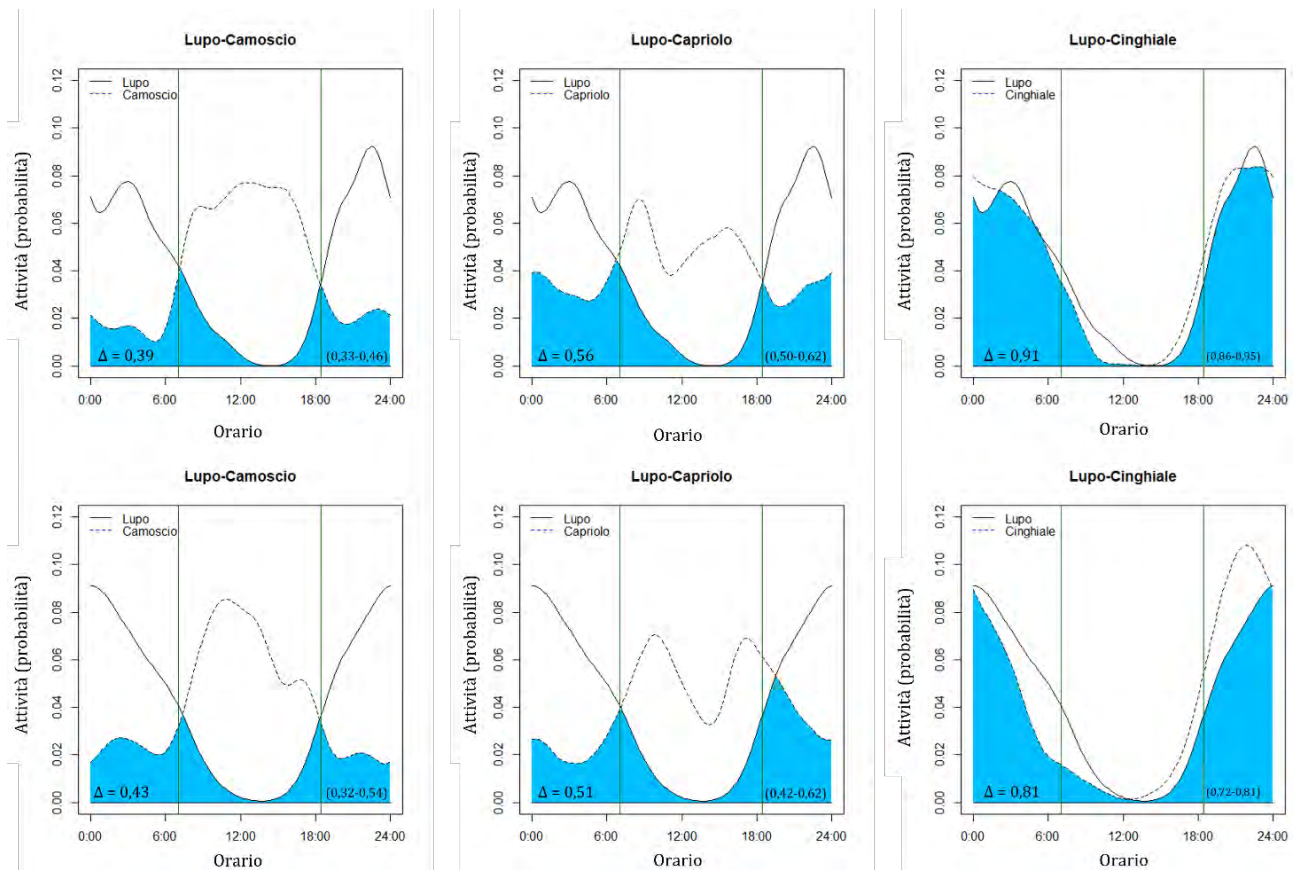 Lupo-Camoscio
Lupo
Camoscio
Attività (probabilità)
0.12
0.10
0.08
0.06
0.04
0.02
0.00
Δ = 0,39
(0,33-0,46)
0:00 6:00 12:00 18:00 24:00
Orario
Lupo-Capriolo
Lupo
Capriolo
Attività (probabilità)
0.12
0.10
0.08
0.06
0.04
0.02
0.00
Δ = 0,56
(0,50-0,62)
0:00 6:00 12:00 18:00 24:00
Orario
Lupo-Cinghiale
Lupo
Cinghiale
Attività (probabilità)
0.12
0.10
0.08
0.06
0.04
0.02
0.00
Δ = 0,91
(0,86-0,95)
0:00 6:00 12:00 18:00 24:00
Orario
Lupo-Camoscio
Lupo
Camoscio
Attività (probabilità)
0.12
0.10
0.08
0.06
0.04
0.02
0.00
Δ = 0,43
(0,32-0,54)
0:00 6:00 12:00 18:00 24:00
Orario
Lupo-Capriolo
Lupo
Capriolo
Attività (probabilità)
0.12
0.10
0.08
0.06
0.04
0.02
0.00
Δ = 0,51
(0,42-0,62)
0:00 6:00 12:00 18:00 24:00
Orario
Lupo-Cinghiale
Lupo
Cinghiale
Attività (probabilità)
0.12
0.10
0.08
0.06
0.04
0.02
0.00
Δ = 0,81
(0,72-0,81)
0:00 6:00 12:00 18:00 24:00
Orario